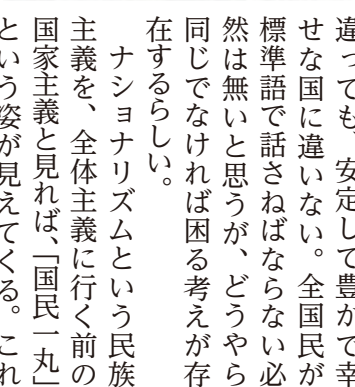 違っても、安定して豊かで幸
せな国に違いない。全国民が
標準語で話さねばならない必
然は無いと思うが、どうやら
同じでなければ困る考えが存
在するらしい。
ナショナリズムという民族
主義を、全体主義に行く前の
国家主義と見れば、「国民一丸」
という姿が見えてくる。これ